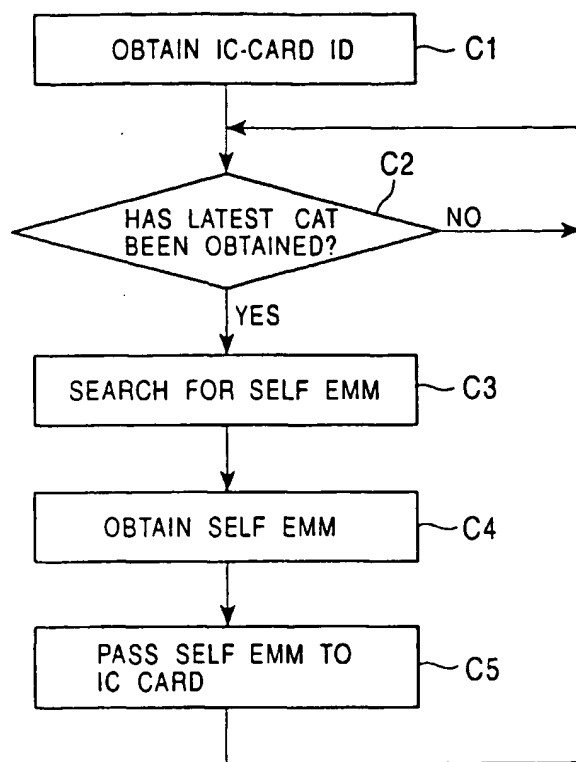 OBTAIN IC-CARD ID
C1
C2
HAS LATEST CAT
BEEN OBTAINED?
NO
YES
SEARCH FOR SELF EMM
C3
OBTAIN SELF EMM
C4
PASS SELF EMM TO
IC CARD
C5